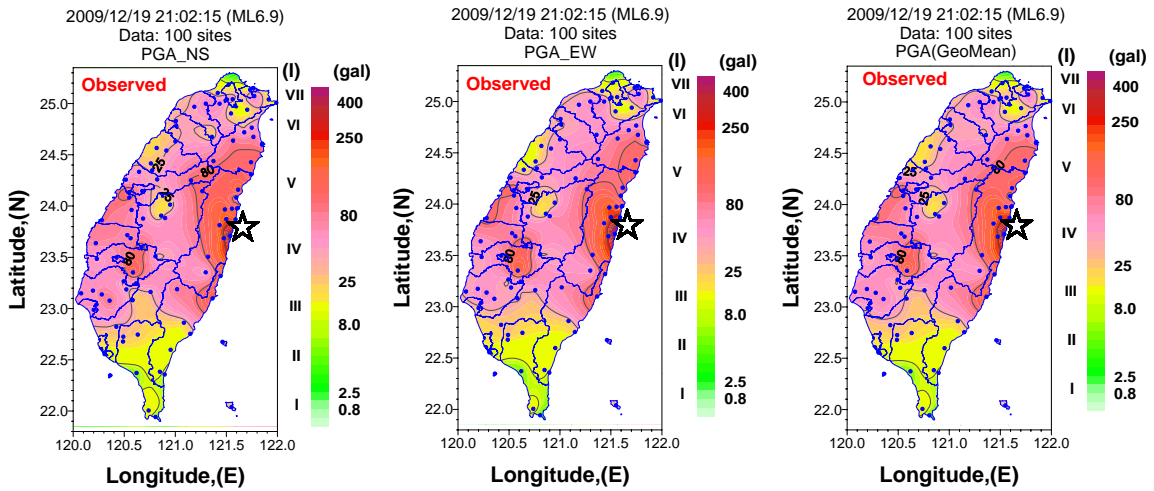 2009/12/19 21:02:15 (ML6.9)
Data: 100 sites
PGA_NS
(I)
(gal)
Observed
25.0
24.5
24.0
23.5
23.0
22.5
22.0
Latitude,(N)
25
80
25
80
VII
VI
V
IV
III
II
I
400
250
80
25
8.0
2.5
0.8
120.0
120.5
121.0
121.5
122.0
Longitude,(E)
2009/12/19 21:02:15 (ML6.9)
Data: 100 sites
PGA_EW
(I)
(gal)
Observed
25.0
24.5
24.0
23.5
23.0
22.5
22.0
Latitude,(N)
25
80
VII
VI
V
IV
III
II
I
400
250
80
25
8.0
2.5
0.8
120.0
120.5
121.0
121.5
122.0
Longitude,(E)
2009/12/19 21:02:15 (ML6.9)
Data: 100 sites
PGA(GeoMean)
(I)
(gal)
Observed
25.0
24.5
24.0
23.5
23.0
22.5
22.0
Latitude,(N)
25
80
25
80
VII
VI
V
IV
III
II
I
400
250
80
25
8.0
2.5
0.8
120.0
120.5
121.0
121.5
122.0
Longitude,(E)